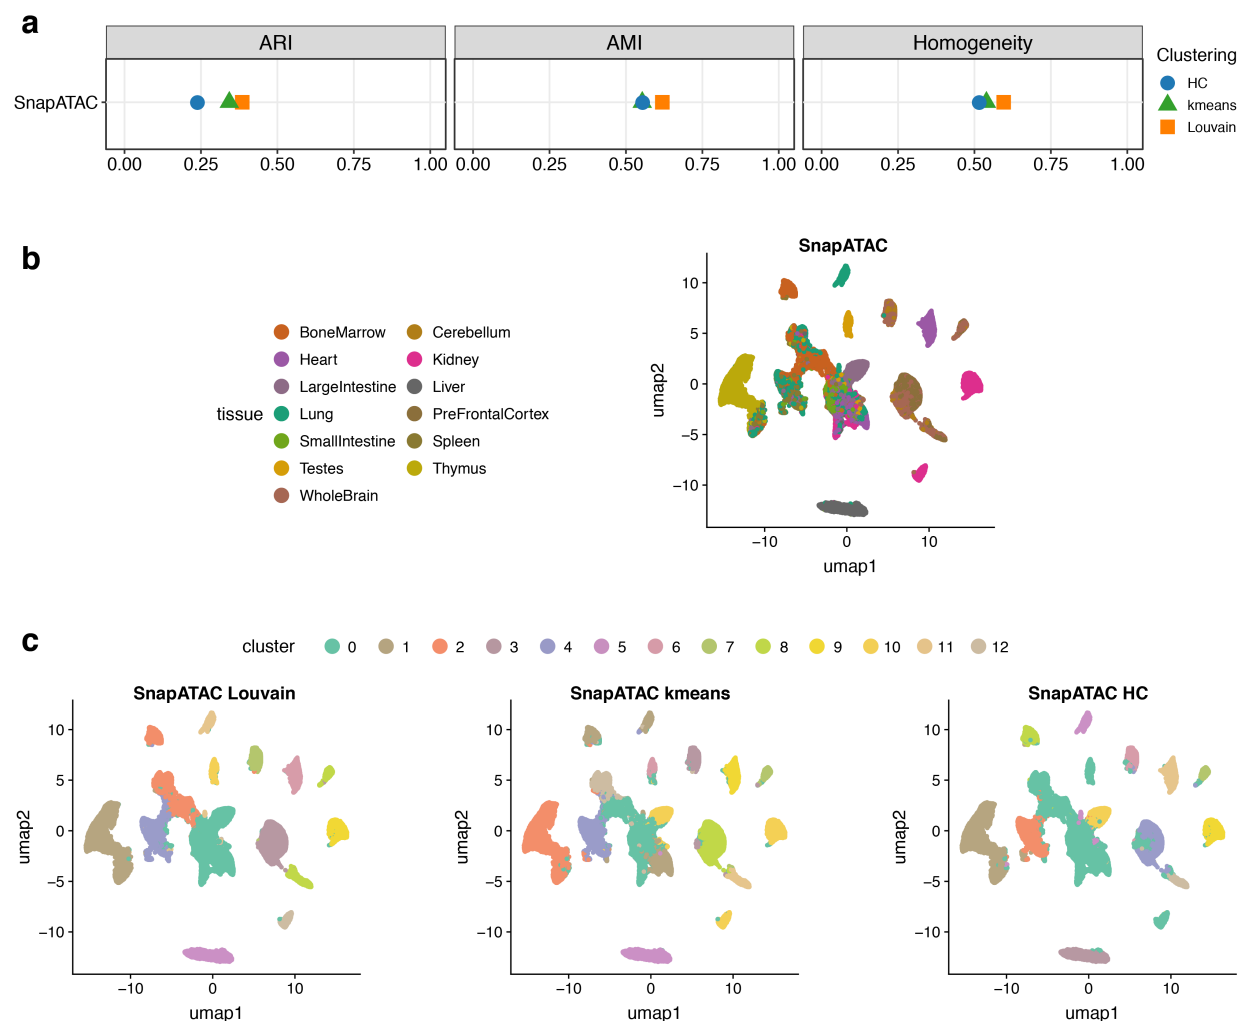 a
ARI AMI Homogeneity
SnapATAC
0.00 0.25 0.50 0.75 1.00 0.00 0.25 0.50 0.75 1.00 0.00 0.25 0.50 0.75 1.00
Clustering
HC
kmeans
Louvain
b
tissue
BoneMarrow Cerebellum
Heart Kidney
LargeIntestine Liver
Lung PreFrontalCortex
SmallIntestine Spleen
Testes Thymus
WholeBrain
SnapATAC
umap2
10
5
0
−5
−10
−10 0 10
umap1
c
cluster 0 1 2 3 4 5 6 7 8 9 10 11 12
SnapATAC Louvain
umap2
10
5
0
−5
−10
−10 0 10
umap1
SnapATAC kmeans
umap2
10
5
0
−5
−10
−10 0 10
umap1
SnapATAC HC
umap2
10
5
0
−5
−10
−10 0 10
umap1